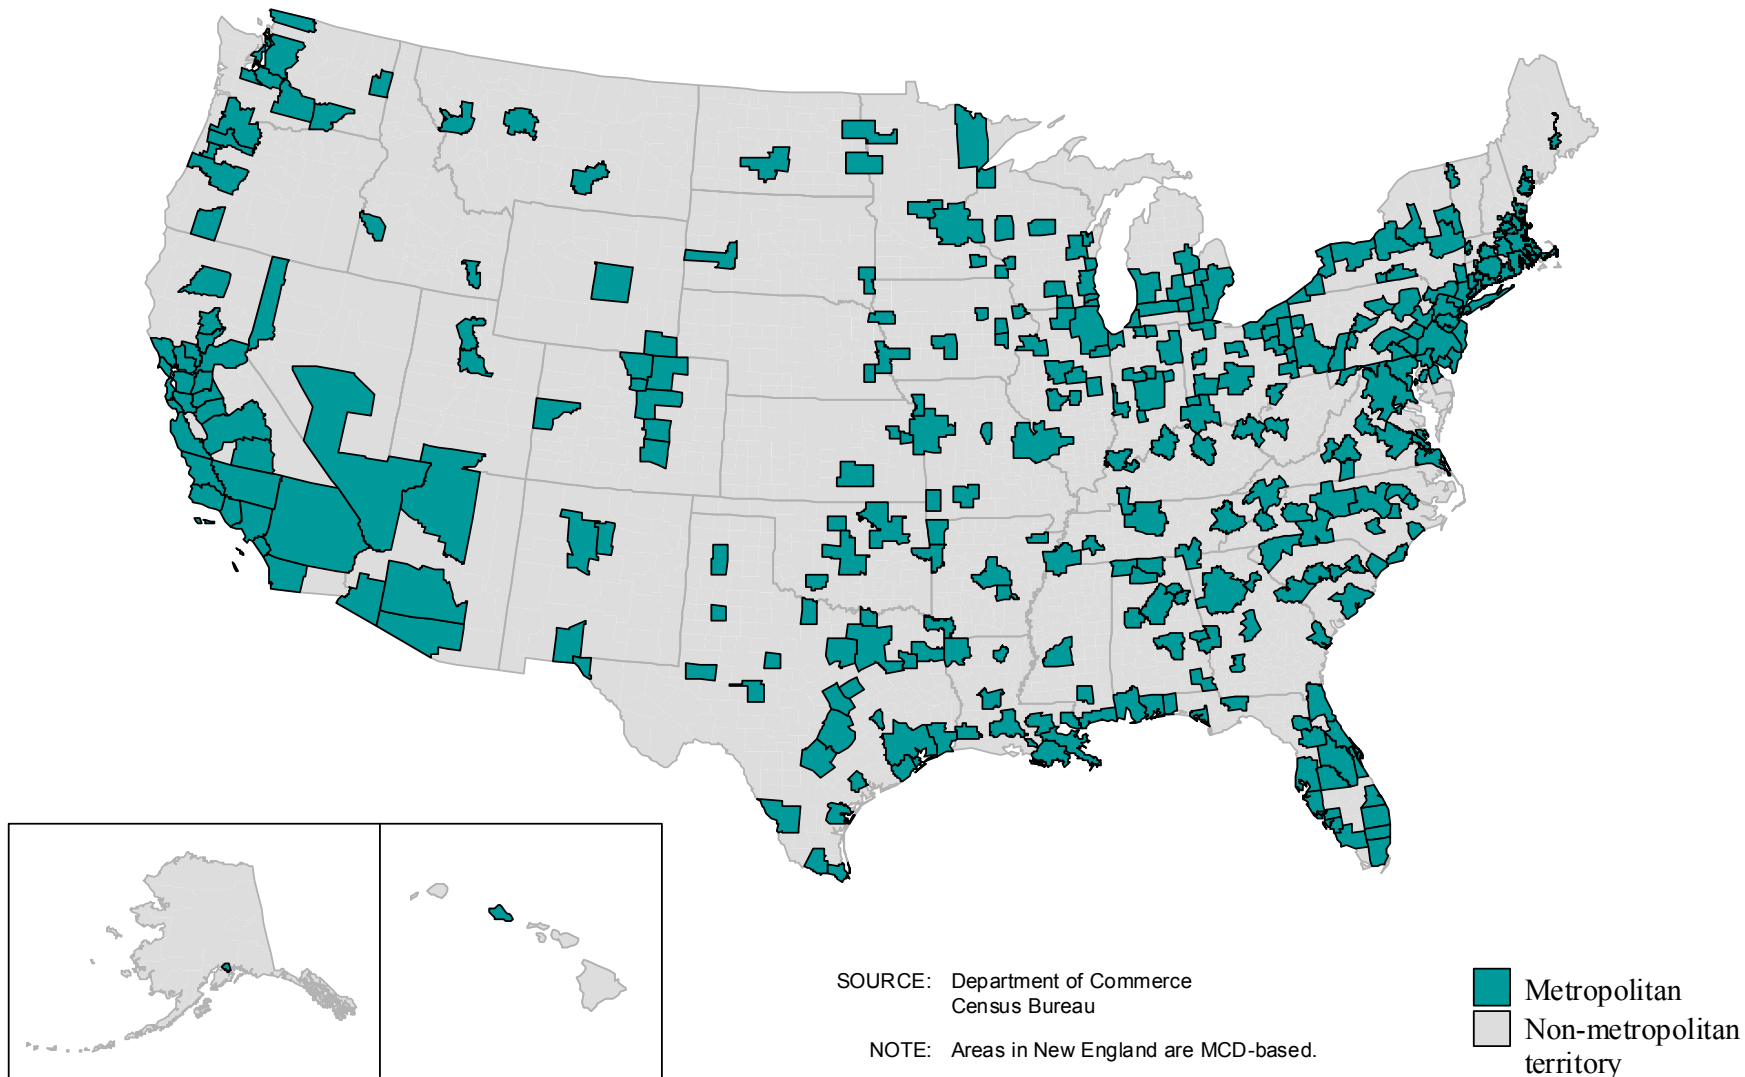 SOURCE: Department of Commerce
Census Bureau
NOTE: Areas in New England are MCD-based.
Metropolitan
Non-metropolitan
territory